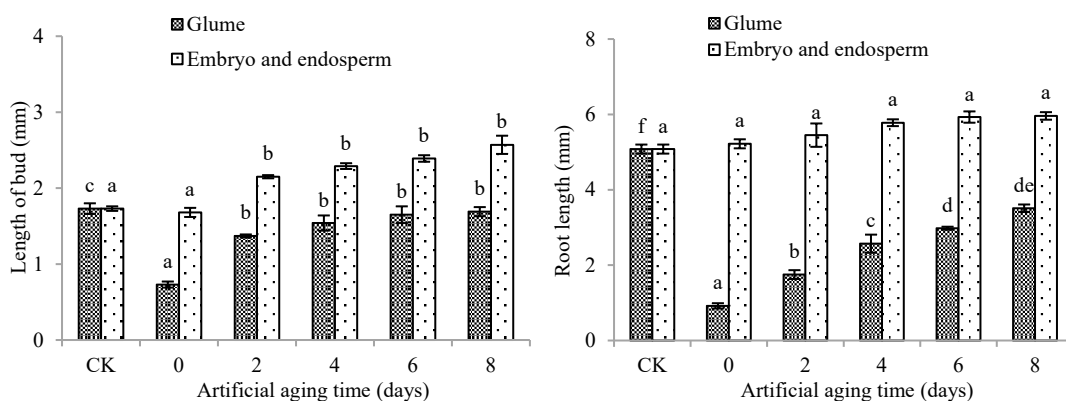 Glume
Embryo and endosperm
Length of bud (mm)
4
3
2
1
0
c a a a b b b b b b b b
CK 0 2 4 6 8
Artificial aging time (days)
Glume
Embryo and endosperm
Root length (mm)
8
6
4
2
0
f a a a b a c a d a de a
CK 0 2 4 6 8
Artificial aging time (days)